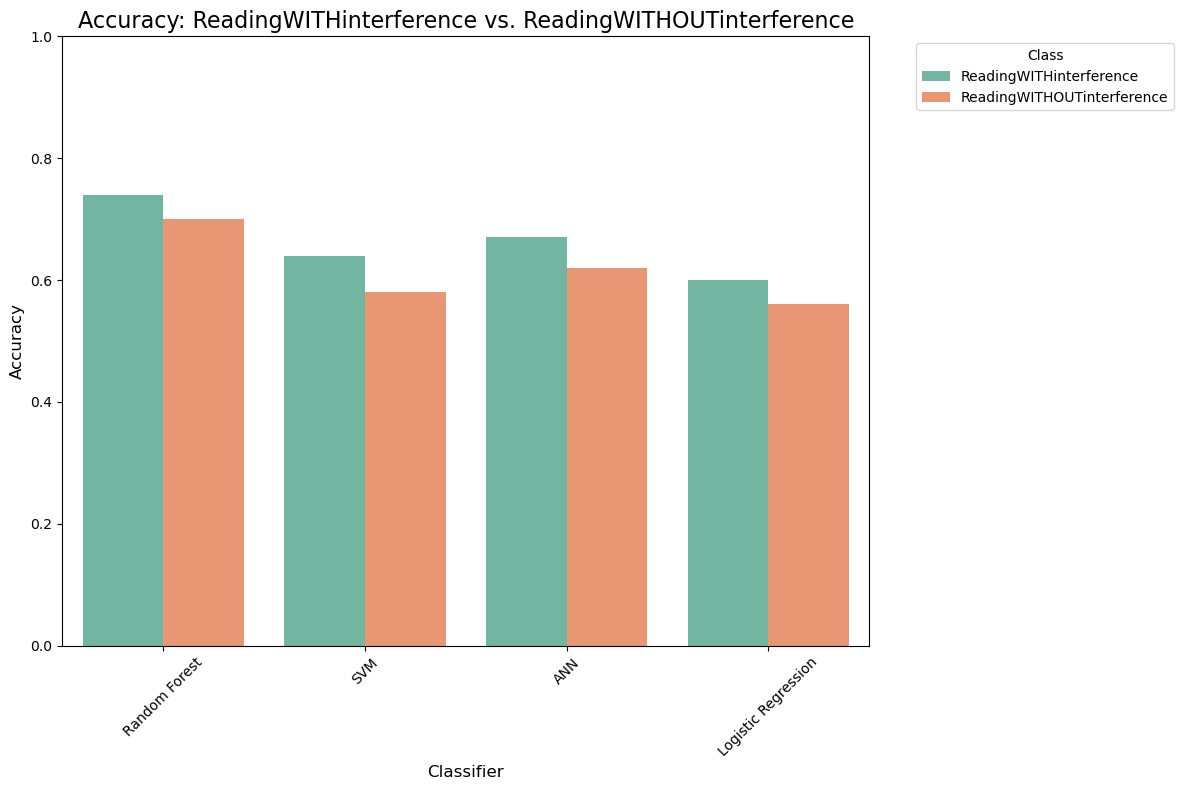 Accuracy: ReadingWITHinterference vs. ReadingWITHOUTinterference
Class
ReadingWITHinterference
ReadingWITHOUTinterference
Accuracy
1.0
0.8
0.6
0.4
0.2
0.0
Random Forest
SVM
ANN
Logistic Regression
Classifier